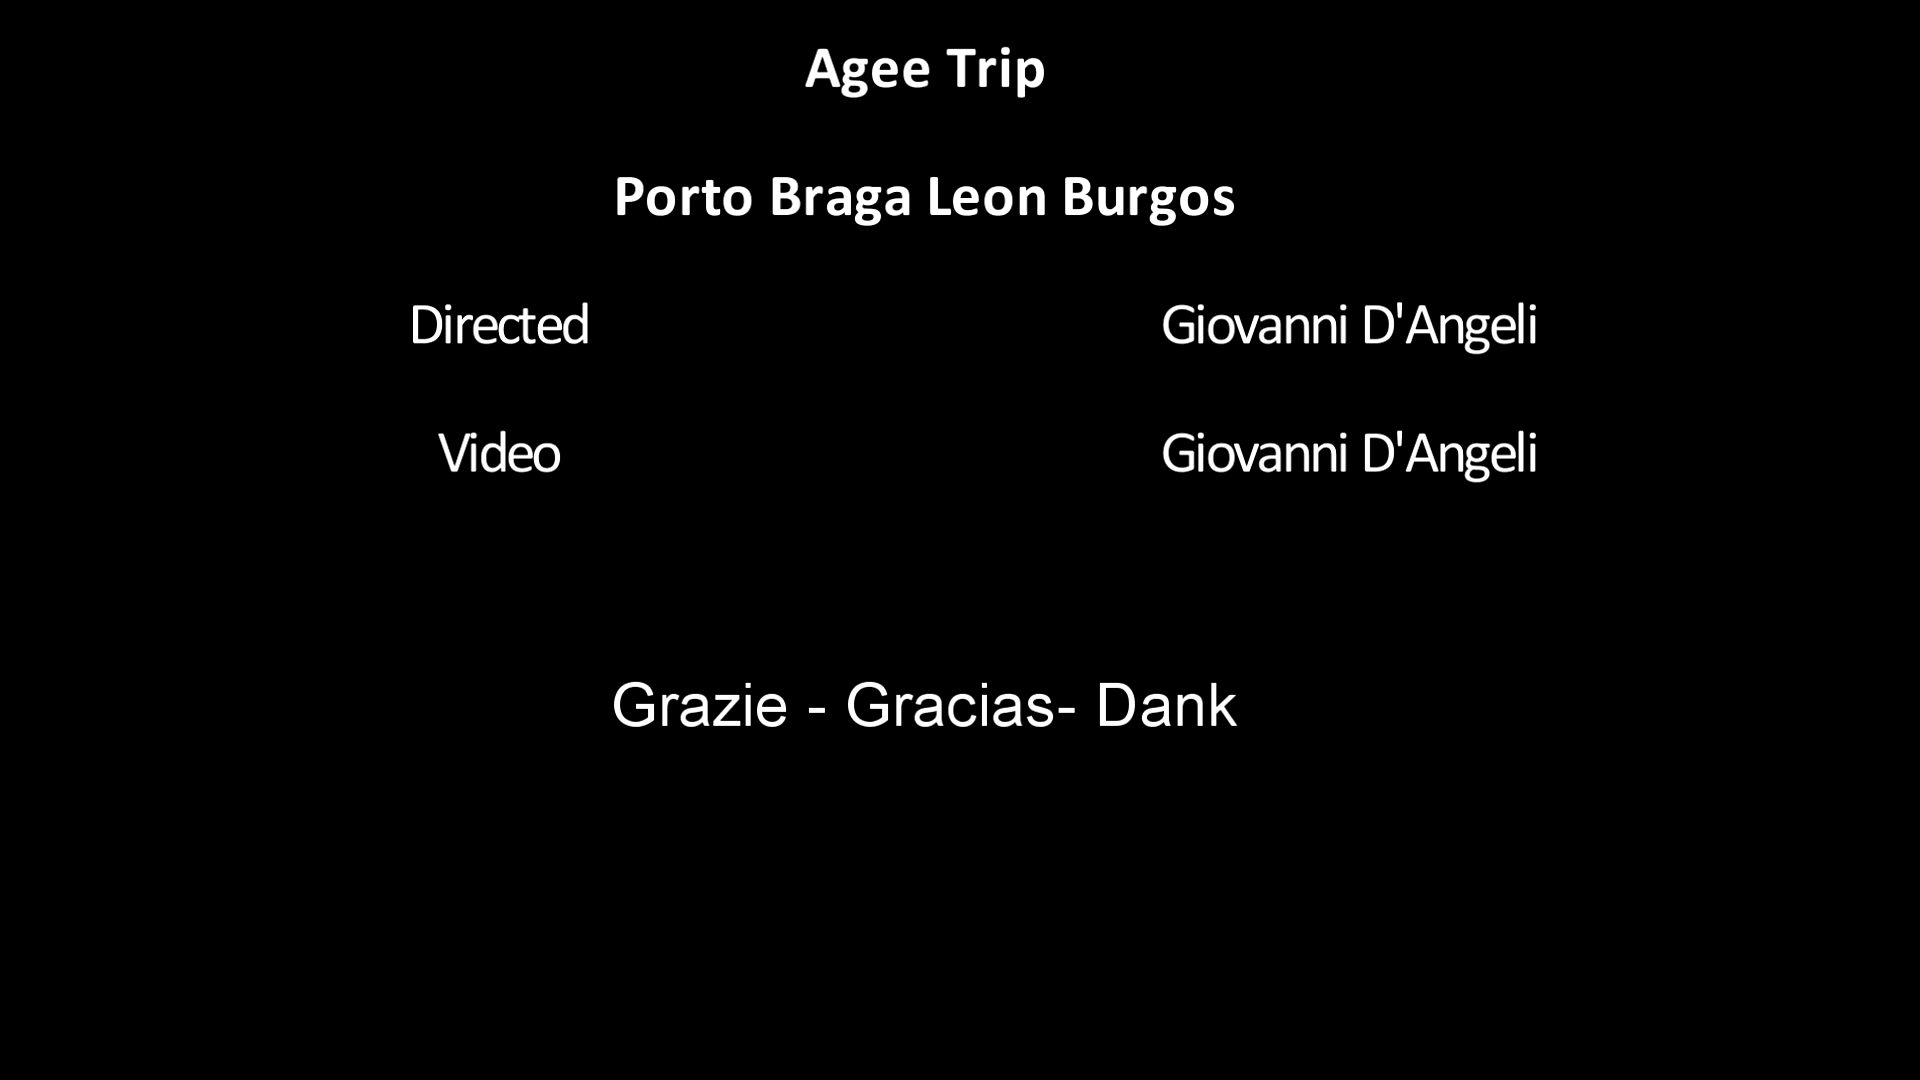 Agee Trip
Porto Braga Leon Burgos
Directed Giovanni D'Angeli
Video Giovanni D'Angeli
Grazie - Gracias- Dank